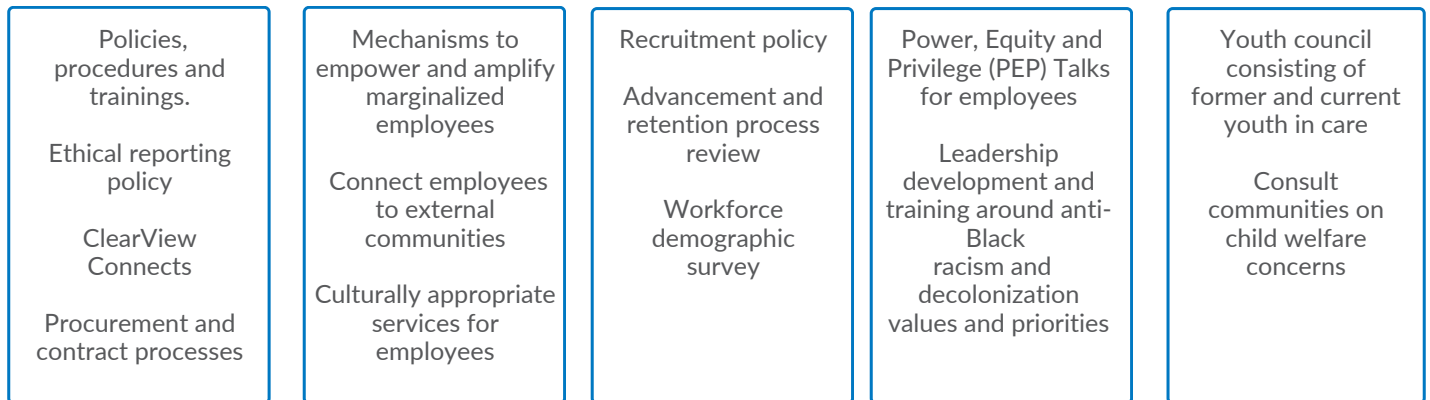 Policies,
procedures and
trainings.
Ethical reporting
policy
ClearView
Connects
Procurement and
contract processes
Mechanisms to
empower and amplify
marginalized
employees
Connect employees
to external
communities
Culturally appropriate
services for
employees
Recruitment policy
Advancement and
retention process
review
Workforce
demographic
survey
Power, Equity and
Privilege (PEP) Talks
for employees
Leadership
development and
training around anti-
Black
racism and
decolonization
values and priorities
Youth council
consisting of
former and current
youth in care
Consult
communities on
child welfare
concerns